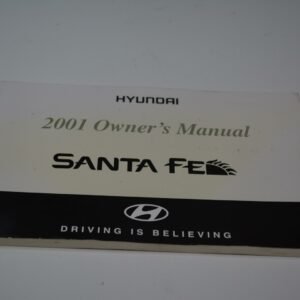 HYUNDAI
2001 Owner's Manual
SANTA FE
DRIVING IS BELIEVING